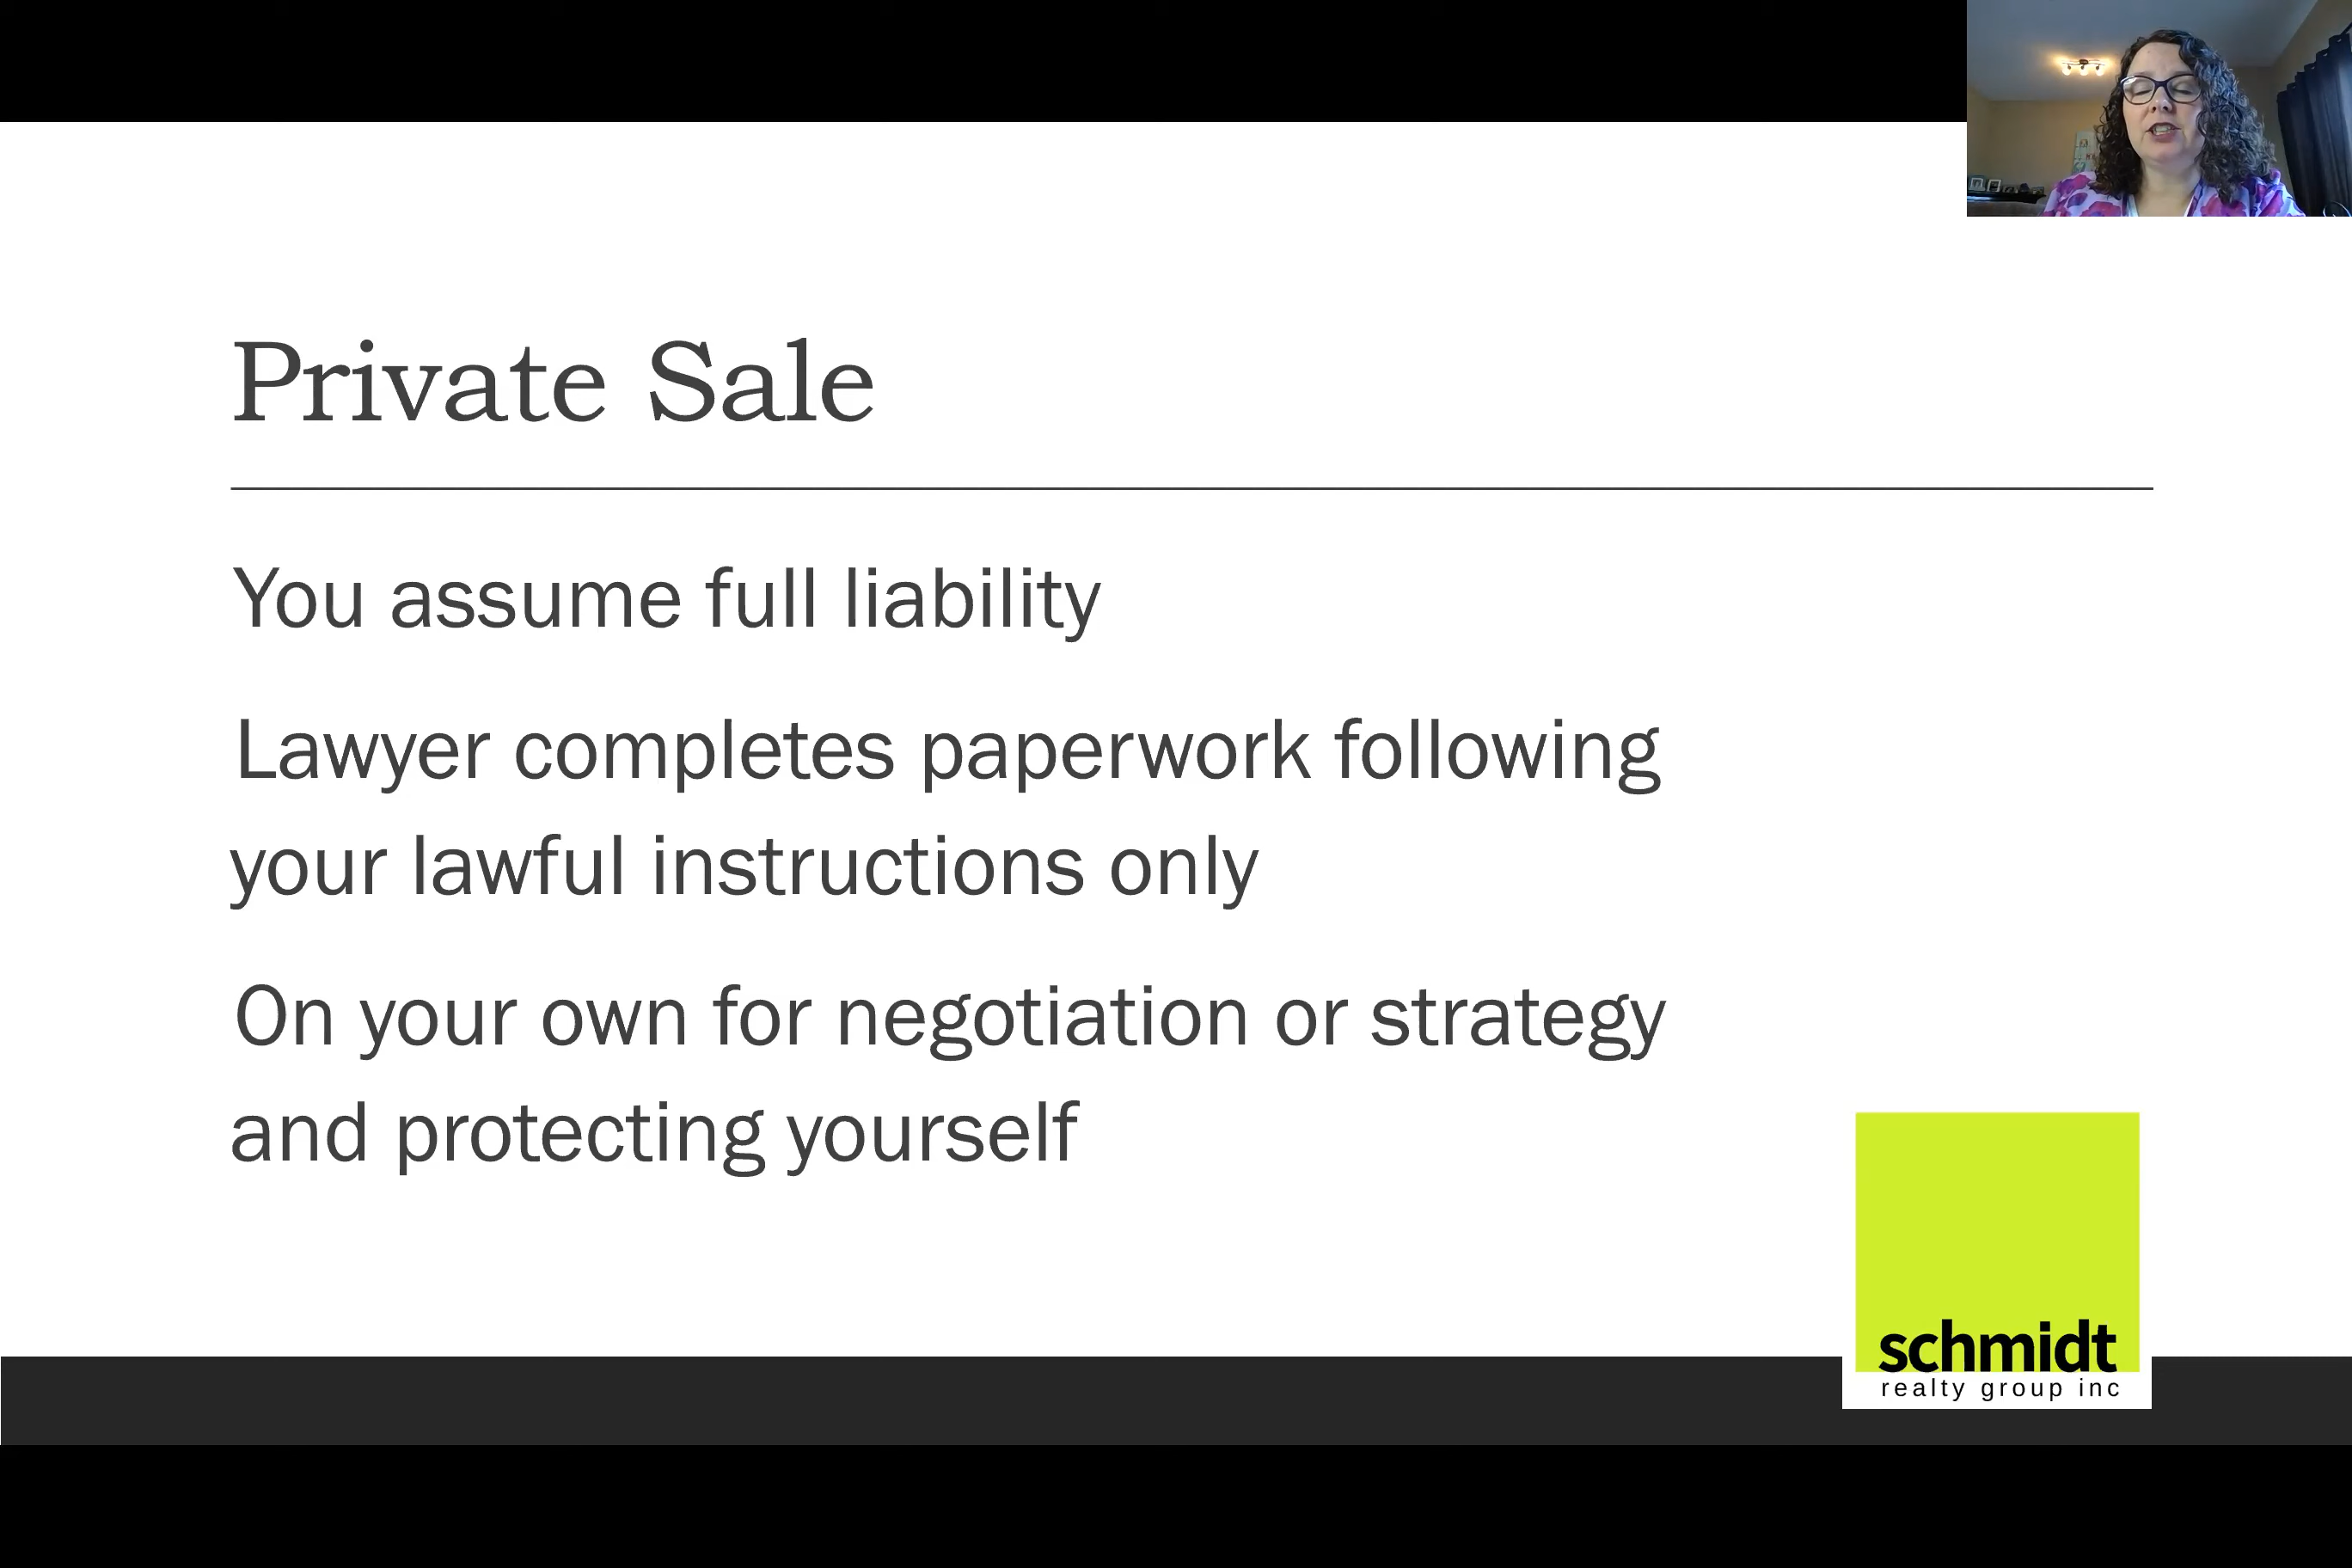 Private Sale
You assume full liability
Lawyer completes paperwork following
your lawful instructions only
On your own for negotiation or strategy
and protecting yourself
schmidt
realty group inc